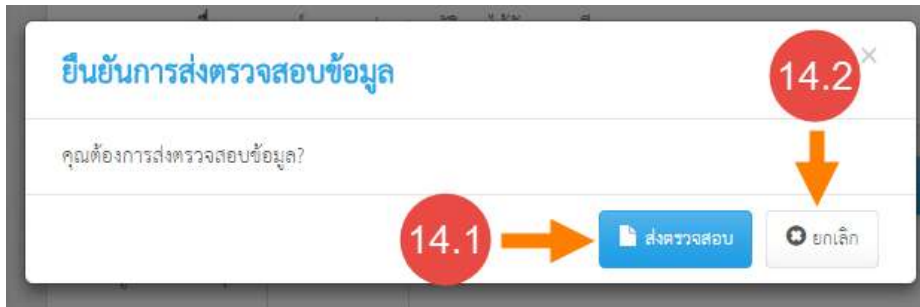 ยืนยันการส่งตรวจสอบข้อมูล
×
14.2
คุณต้องการส่งตรวจสอบข้อมูล?
14.1
ส่งตรวจสอบ
ยกเลิก